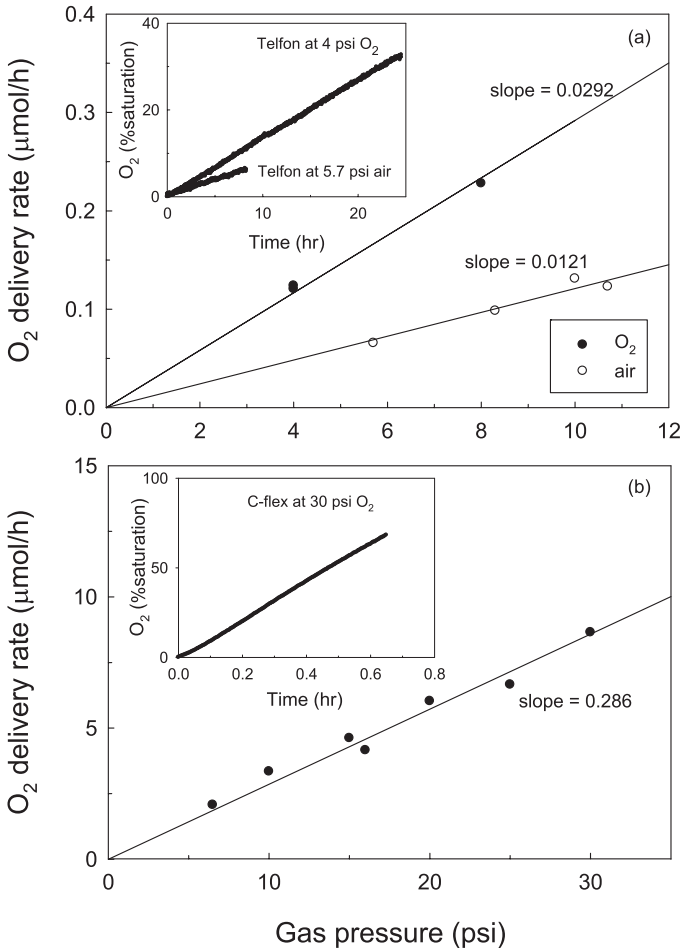 (a)
0.4
0.3
0.2
0.1
0.0
O2 delivery rate (μmol/h)
40
20
0
O2 (%saturation)
Telfon at 4 psi O2
Telfon at 5.7 psi air
0 10 20
Time (hr)
slope = 0.0292
slope = 0.0121
O2
air
0 2 4 6 8 10 12
(b)
15
10
5
0
O2 delivery rate (μmol/h)
100
50
0
O2 (%saturation)
C-flex at 30 psi O2
0.0 0.2 0.4 0.6 0.8
Time (hr)
slope = 0.286
0 10 20 30
Gas pressure (psi)